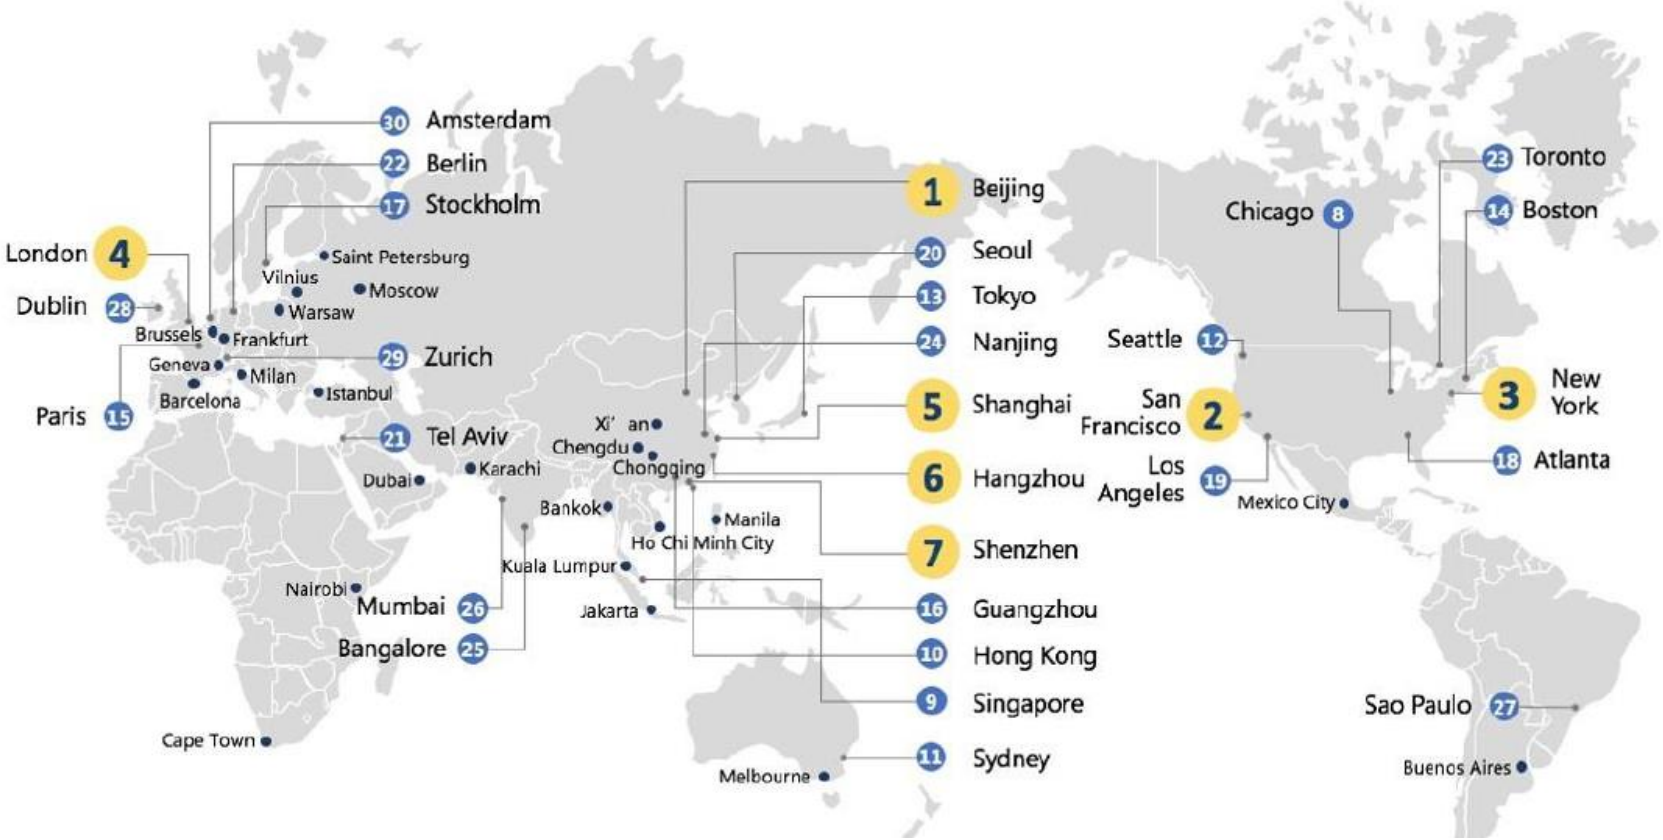 30 Amsterdam
22 Berlin
17 Stockholm
London 4
Dublin 28
Saint Petersburg
Vilnius
Moscow
Warsaw
Brussels
Frankfurt
29 Zurich
Geneva
Milan
Barcelona
Istanbul
Paris 15
21 Tel Aviv
Karachi
Dubai
Nairobi
Mumbai 26
Bangalore 25
Cape Town
Xi' an
Chengdu
Chongqing
Bankok
Manila
Ho Chi Minh City
Kuala Lumpur
Jakarta
Melbourne
1 Beijing
20 Seoul
13 Tokyo
24 Nanjing
5 Shanghai
6 Hangzhou
7 Shenzhen
16 Guangzhou
10 Hong Kong
9 Singapore
11 Sydney
23 Toronto
14 Boston
Chicago 8
Seattle 12
San
Francisco
2
3
New
York
Los
Angeles
19
18 Atlanta
Mexico City
Sao Paulo 27
Buenos Aires